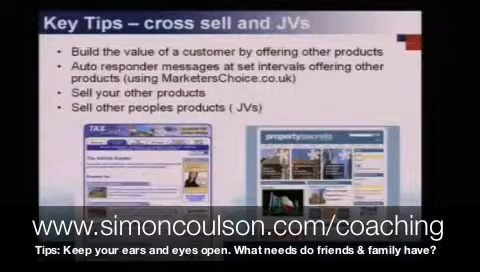 Key Tips – cross sell and JVs
• Build the value of a customer by offering other products
• Auto responder messages at set intervals offering other
products (using MarketersChoice.co.uk)
• Sell your other products
• Sell other peoples products ( JVs)
TAX
propertysecrets
www.simoncoulson.com/coaching
Tips: Keep your ears and eyes open. What needs do friends & family have?